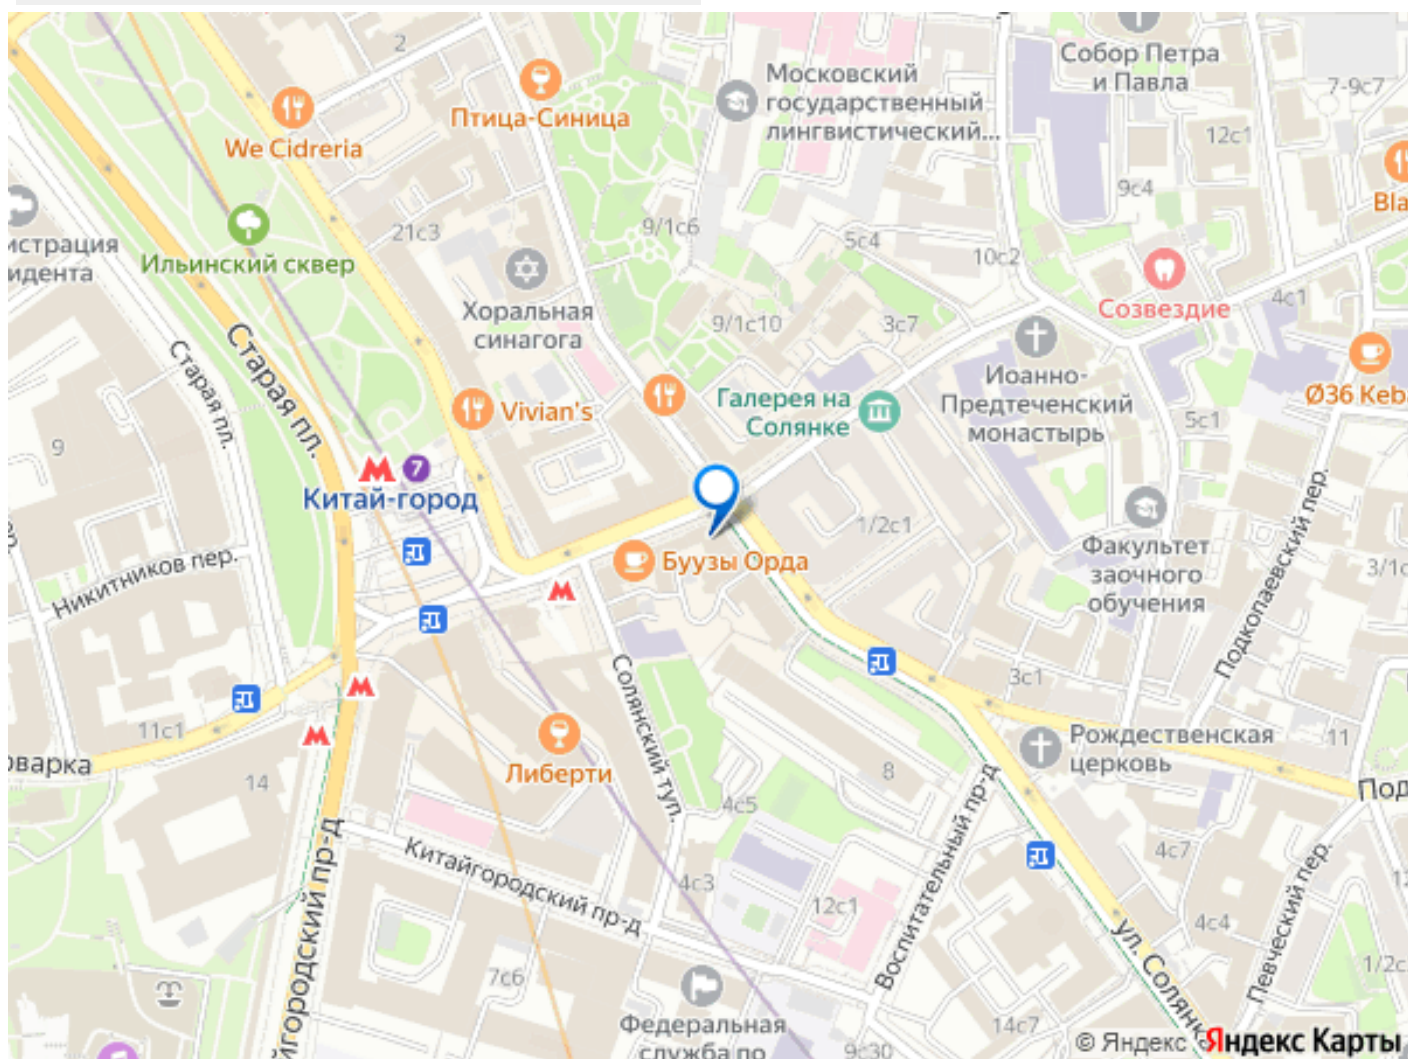 2
Собор Петра
и Павла
Московский
государственный
лингвистический...
7-9с7
Птица-Синица
12с1
We Cidreria
9с4
Bla
истрация
идента
21с3
9/1с6
5с4
10с2
Ильинский сквер
Созвездие
4с1
Хоральная
синагога
9/1с10
3с7
Старая пл.
Старая пл.
Иоанно-
Предтеченский
монастырь
Ø36 Keba
Галерея на
Солянке
Vivian's
5с1
9
7
Китай-город
1/2с1
Подкопаевский пер.
Никитников пер.
Буузы Орда
Факультет
заочного
обучения
3/1с
Солянский туп.
3с1
11с1
Рождественская
церковь
11
оварка
14
Либерти
8
Под
4с5
Воспитательный пр-д
Китайгородский пр-д
4с7
Певческий пер.
4с3
12с1
4с4
йгородский пр-д
ул. Солянка
7с6
1/2с
Федеральная
служба по
14с7
9с30
© Яндекс Яндекс Карты